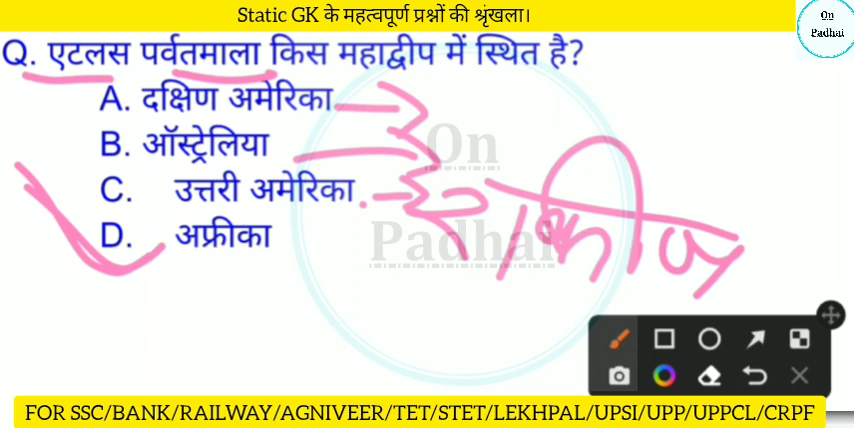 Static GK के महत्वपूर्ण प्रश्नों की श्रृंखला।
On
Padhai
Q. एटलस पर्वतमाला किस महाद्वीप में स्थित है?
A. दक्षिण अमेरिका
B. ऑस्ट्रेलिया
C. उत्तरी अमेरिका
D. अफ्रीका
On
Padhai
FOR SSC/BANK/RAILWAY/AGNIVEER/TET/STET/LEKHPAL/UPSI/UPP/UPPCL/CRPF